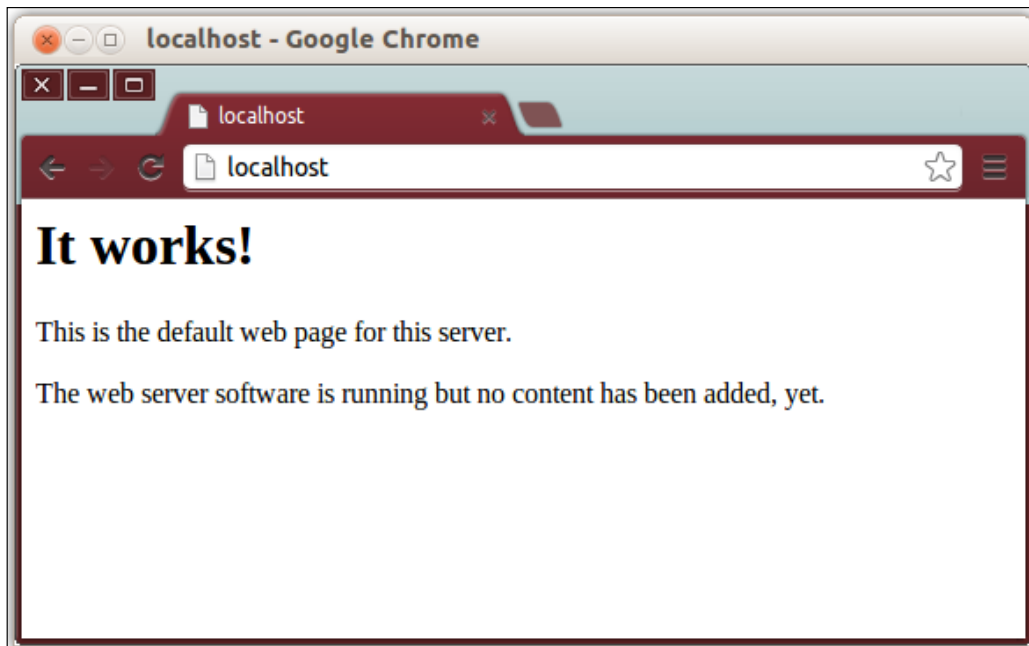 localhost - Google Chrome
localhost
localhost
It works!
This is the default web page for this server.
The web server software is running but no content has been added, yet.